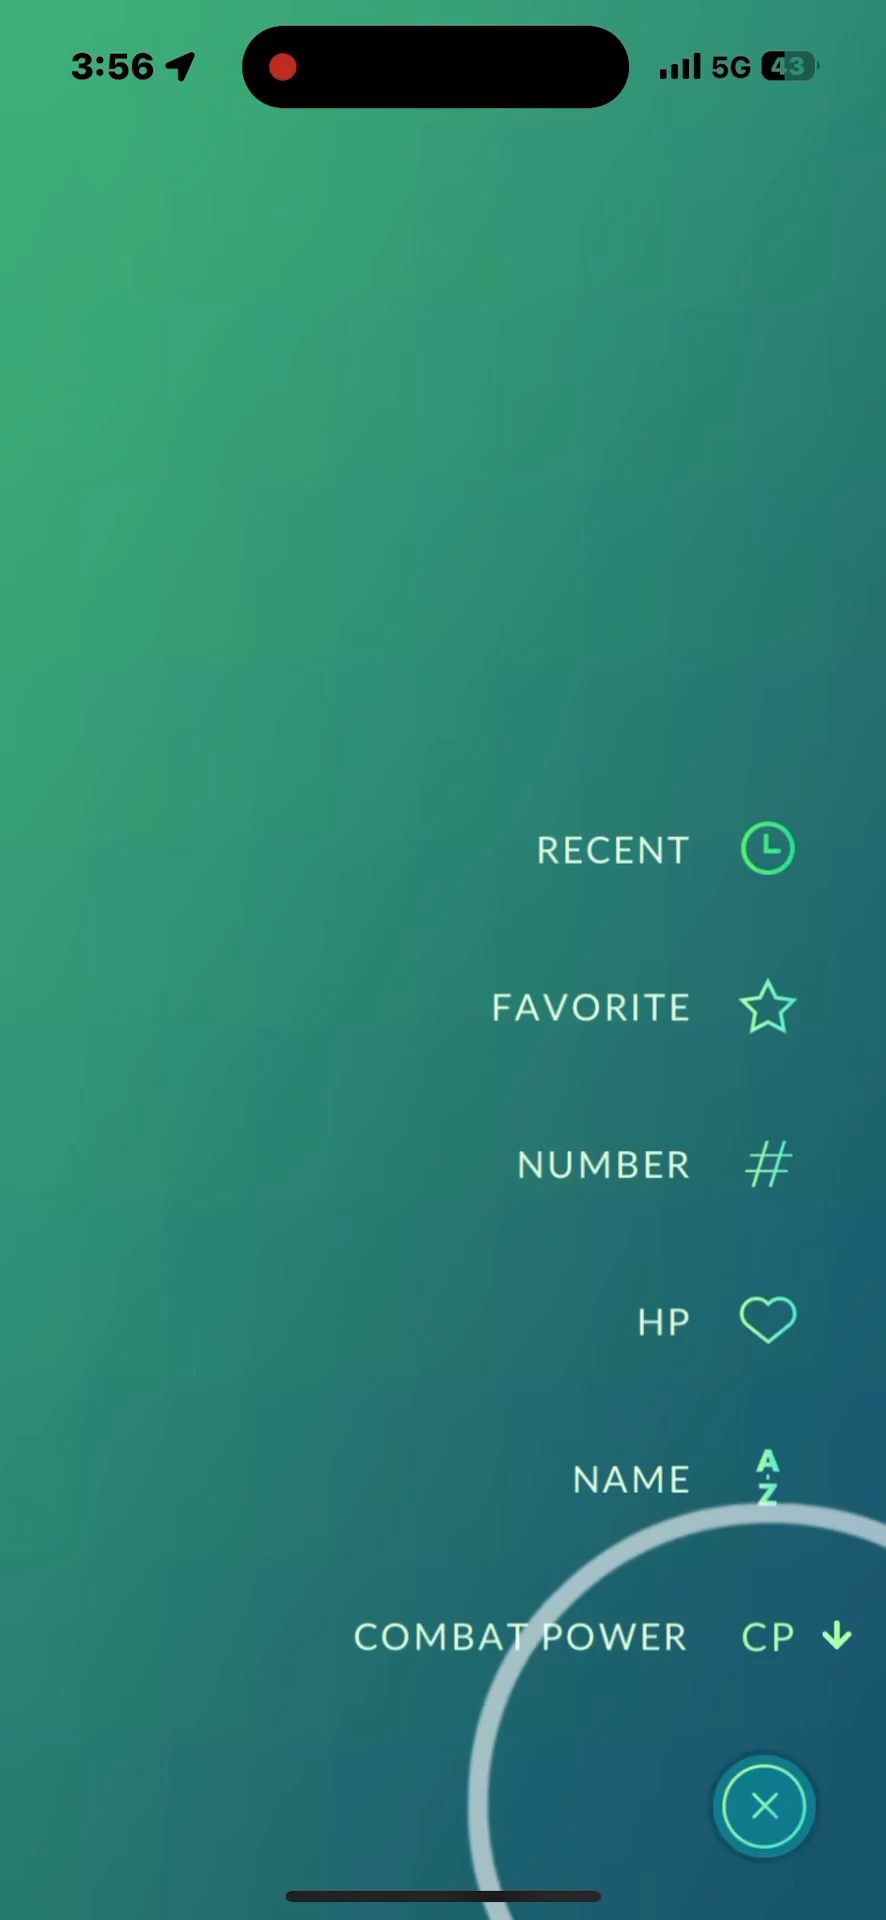 3:56 5G 43
RECENT
FAVORITE
NUMBER #
HP
NAME A-Z
COMBAT POWER CP